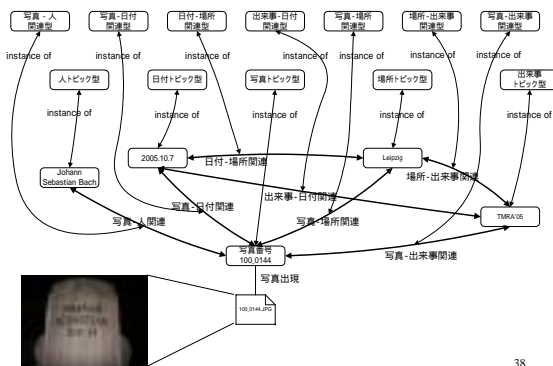 写真 - 人
関連型
写真-日付
関連型
日付-場所
関連型
出来事-日付
関連型
写真-場所
関連型
場所-出来事
関連型
写真-出来事
関連型
instance of
instance of
instance of
instance of
instance of
instance of
instance of
人トピック型
日付トピック型
写真トピック型
場所トピック型
出来事
トピック型
instance of
instance of
instance of
instance of
instance of
2005.10.7
日付-場所関連
Leipzig
Johann
Sebastian Bach
場所-出来事関連
出来事-日付関連
写真-日付関連
写真-場所関連
TMRA'05
写真-人関連
写真番号
100_0144
写真-出来事関連
写真出現
100_0144.JPG
SEBASTIAN
38